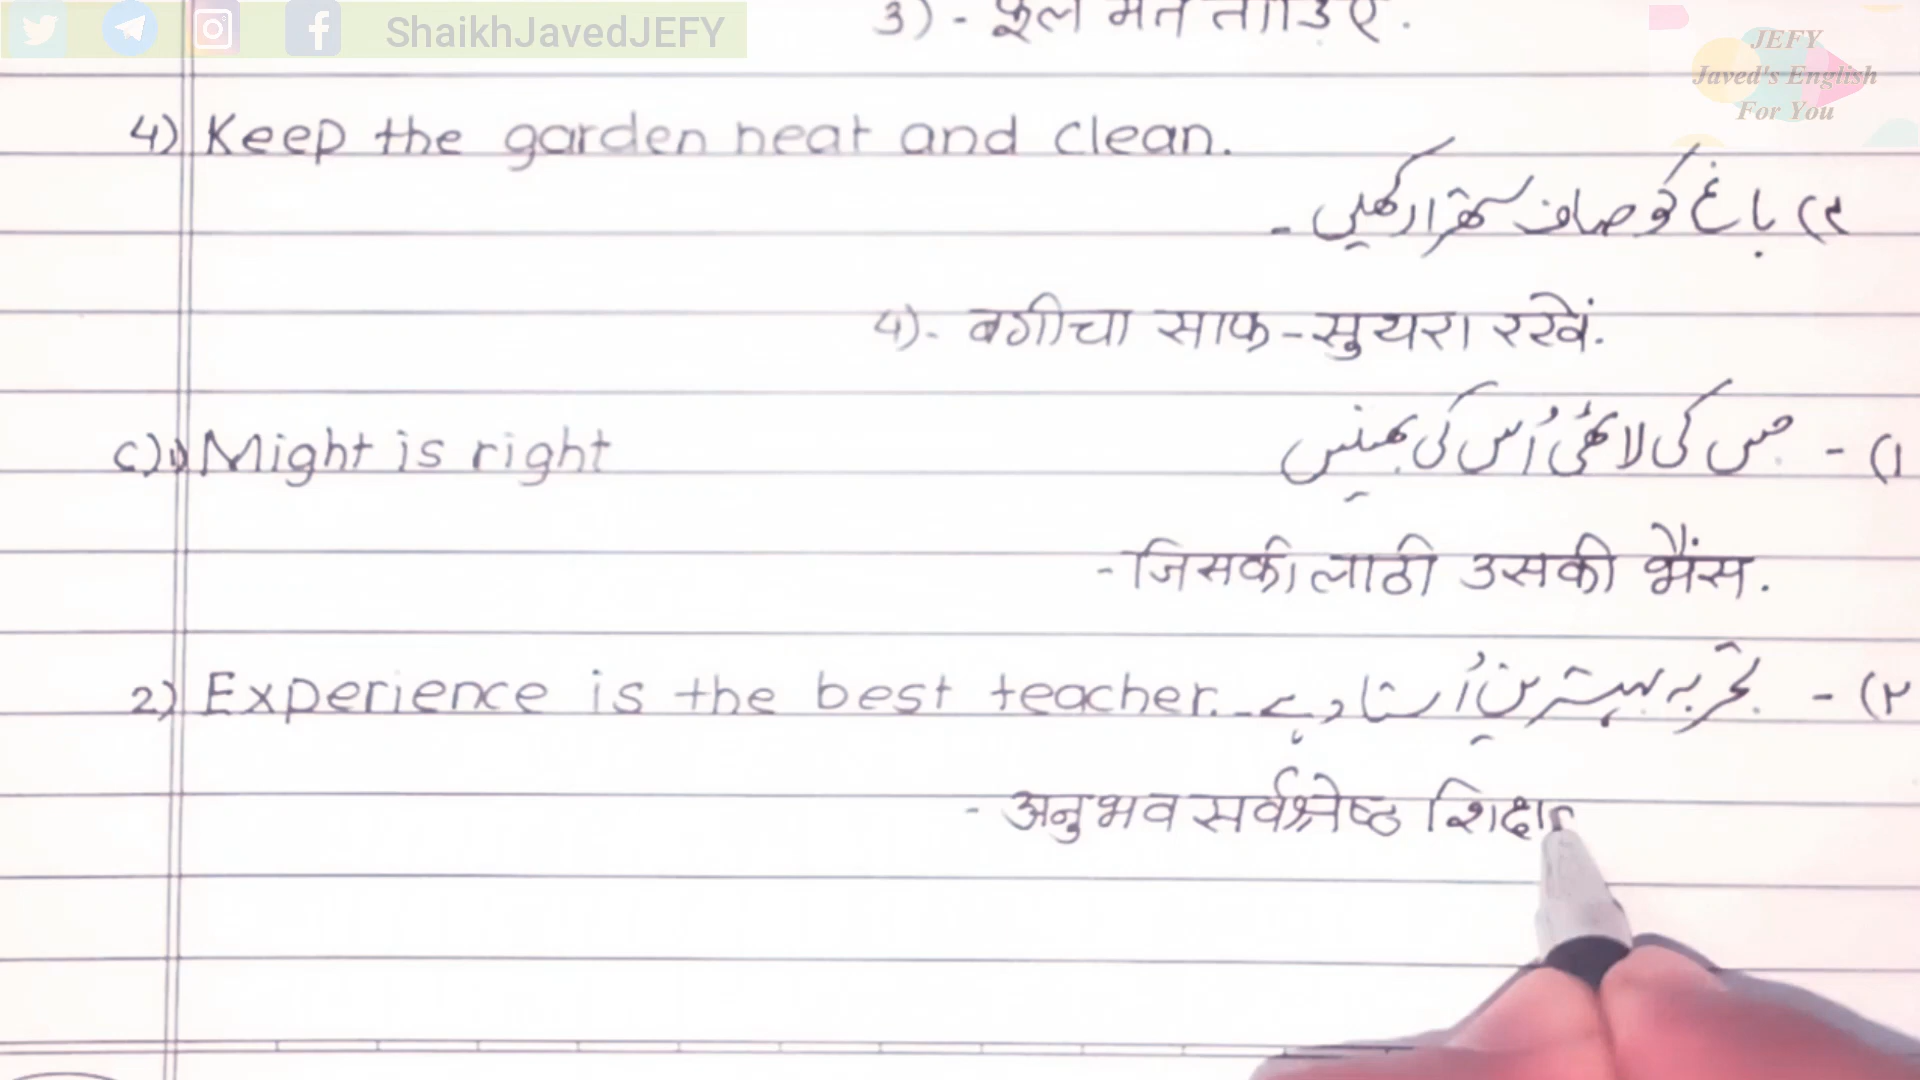 ShaikhJavedJEFY
JEFY
Javed's English
For You
3) - फूल मत तोडिए.
4) Keep the garden neat and clean.
۴) باغ کو صاف ستھرا رکھیں -
4). बगीचा साफ-सुथरा रखें.
c) 1) Might is right
۱) - جس کی لاٹھی اُس کی بھینس
- जिसकी लाठी उसकी भैंस.
2) Experience is the best teacher.
۲) - تجربہ بہترین اُستاد ہے -
- अनुभव सर्वश्रेष्ठ शिक्षा